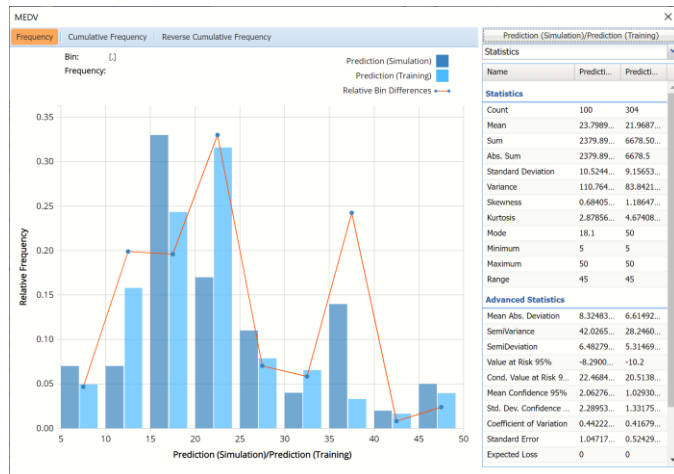 MEDV
Frequency Cumulative Frequency Reverse Cumulative Frequency
Bin: [,]
Frequency:
Prediction (Simulation)
Prediction (Training)
Relative Bin Differences
0.35
0.30
0.25
0.20
0.15
0.10
0.05
0.00
Relative Frequency
5 10 15 20 25 30 35 40 45 50
Prediction (Simulation)/Prediction (Training)
Prediction (Simulation)/Prediction (Training)
Statistics
Name Predicti... Predicti...
Statistics
Count 100 304
Mean 23.7989... 21.9687...
Sum 2379.89... 6678.50...
Abs. Sum 2379.89... 6678.5
Standard Deviation 10.5244... 9.15653...
Variance 110.764... 83.8421...
Skewness 0.68405... 1.18647...
Kurtosis 2.87856... 4.67408...
Mode 18.1 50
Minimum 5 5
Maximum 50 50
Range 45 45
Advanced Statistics
Mean Abs. Deviation 8.32483... 6.61492...
SemiVariance 42.0265... 28.2460...
SemiDeviation 6.48279... 5.31469...
Value at Risk 95% -8.2900... -10.2
Cond. Value at Risk 9... 22.4684... 20.5138...
Mean Confidence 95% 2.06276... 1.02930...
Std. Dev. Confidence ... 2.28953... 1.33175...
Coefficient of Variation 0.44222... 0.41679...
Standard Error 1.04717... 0.52429...
Expected Loss 0 0